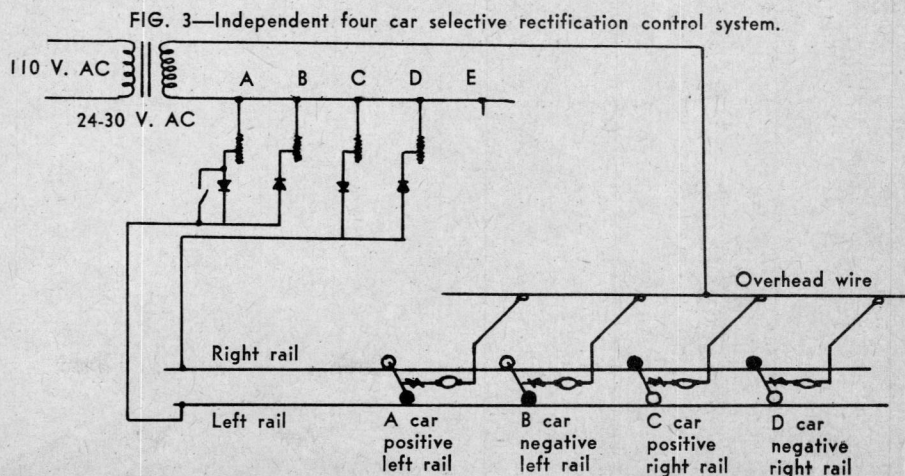 FIG. 3—Independent four car selective rectification control system.
110 V. AC
A B C D E
24-30 V. AC
Overhead wire
Right rail
Left rail
A car
positive
left rail
B car
negative
left rail
C car
positive
right rail
D car
negative
right rail